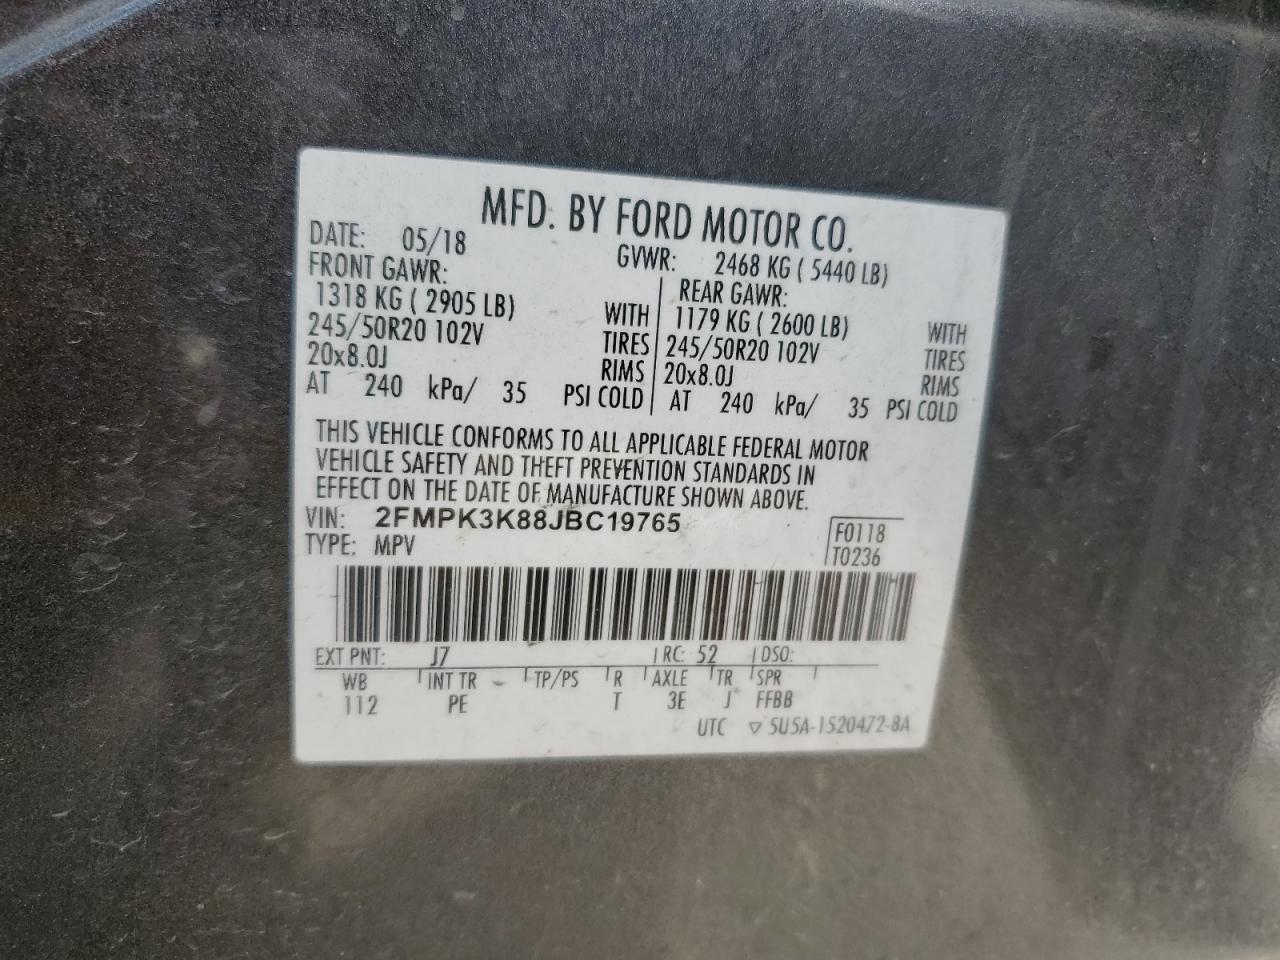 MFD. BY FORD MOTOR CO.
DATE: 05/18 GVWR: 2468 KG ( 5440 LB)
FRONT GAWR: REAR GAWR:
1318 KG ( 2905 LB) WITH 1179 KG ( 2600 LB) WITH
245/50R20 102V TIRES 245/50R20 102V TIRES
20x8.0J RIMS 20x8.0J RIMS
AT 240 kPa/ 35 PSI COLD AT 240 kPa/ 35 PSI COLD
THIS VEHICLE CONFORMS TO ALL APPLICABLE FEDERAL MOTOR
VEHICLE SAFETY AND THEFT PREVENTION STANDARDS IN
EFFECT ON THE DATE OF MANUFACTURE SHOWN ABOVE.
VIN: 2FMPK3K88JBC19765 F0118
TYPE: MPV T0236
EXT PNT: J7 RC: 52 DSO:
WB INT TR TP/PS R AXLE TR SPR
112 PE T 3E J FFBB
UTC ▽ 5U5A-1520472-BA